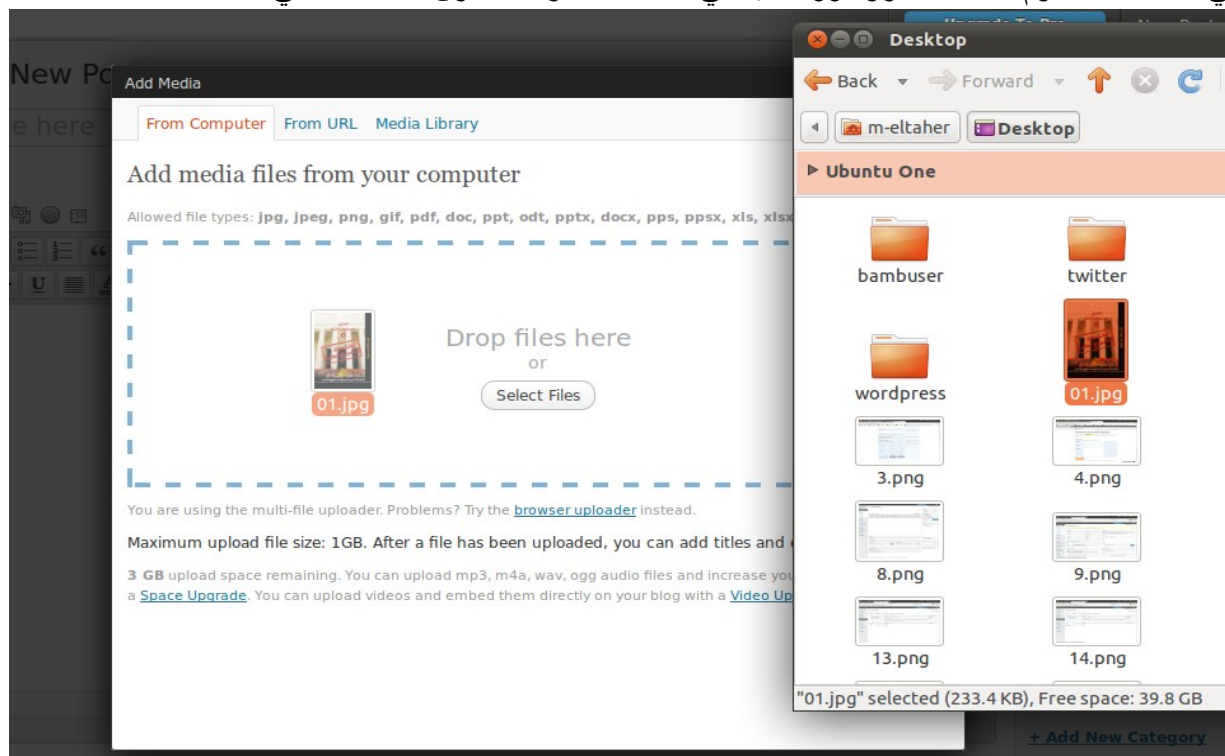 Desktop
New Po
Add Media
Back
Forward
e here
From Computer From URL Media Library
m-eltaher Desktop
Add media files from your computer
Ubuntu One
Allowed file types: jpg, jpeg, png, gif, pdf, doc, ppt, odt, pptx, docx, pps, ppsx, xls, xlsx
bambuser twitter
Drop files here
or
Select Files
01.jpg
wordpress 01.jpg
3.png 4.png
You are using the multi-file uploader. Problems? Try the browser uploader instead.
Maximum upload file size: 1GB. After a file has been uploaded, you can add titles and
8.png 9.png
3 GB upload space remaining. You can upload mp3, m4a, wav, ogg audio files and increase you
a Space Upgrade. You can upload videos and embed them directly on your blog with a Video Up
13.png 14.png
"01.jpg" selected (233.4 KB), Free space: 39.8 GB
+ Add New Category